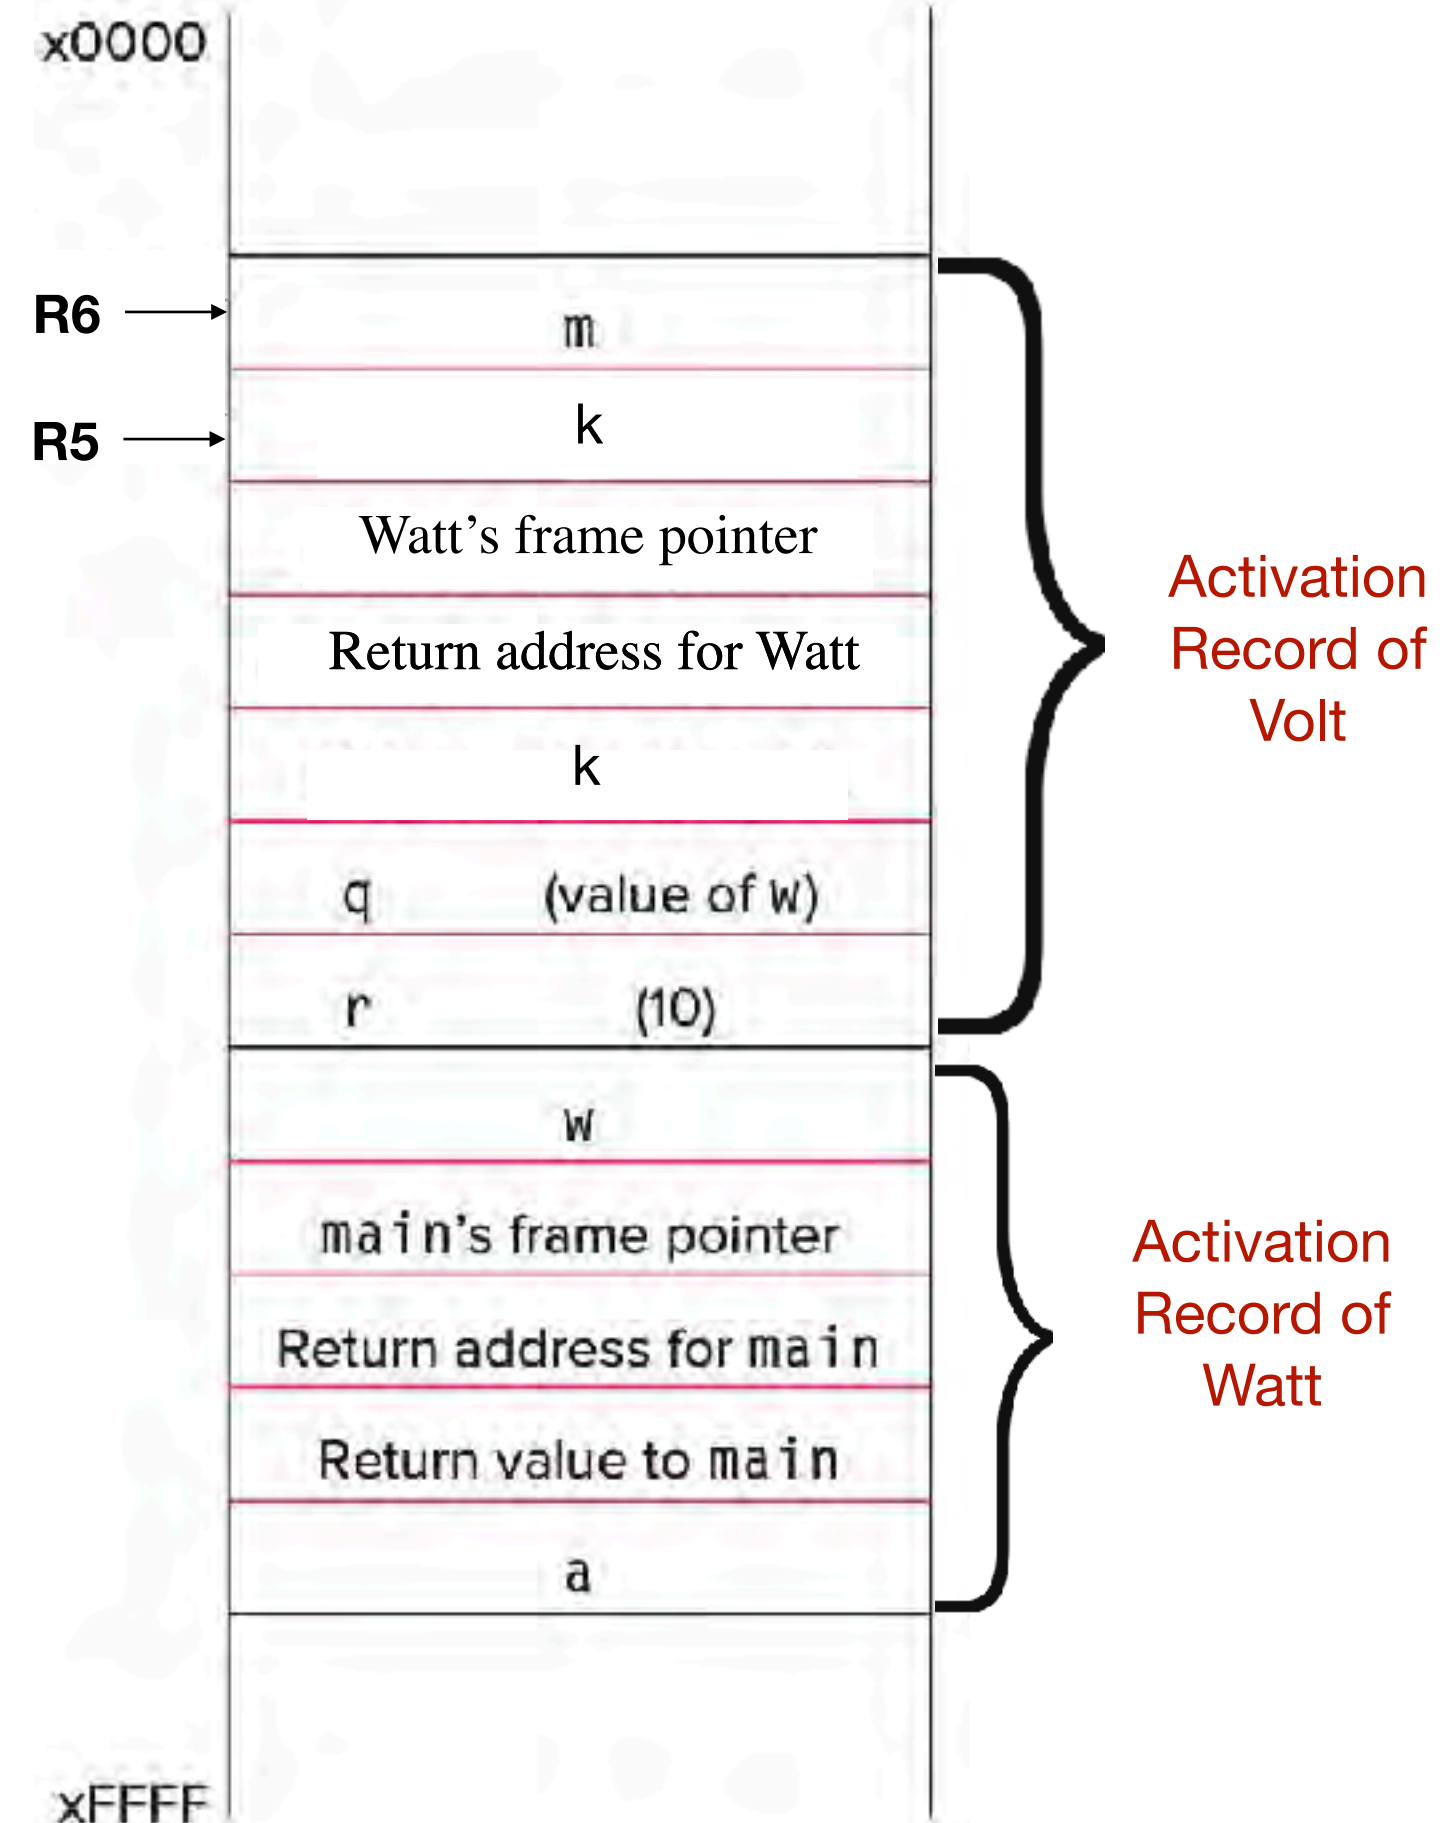 x0000
R6
m
R5
k
Watt’s frame pointer
Return address for Watt
k
q (value of w)
r (10)
Activation
Record of
Volt
w
main’s frame pointer
Return address for main
Return value to main
a
Activation
Record of
Watt
xFFFF